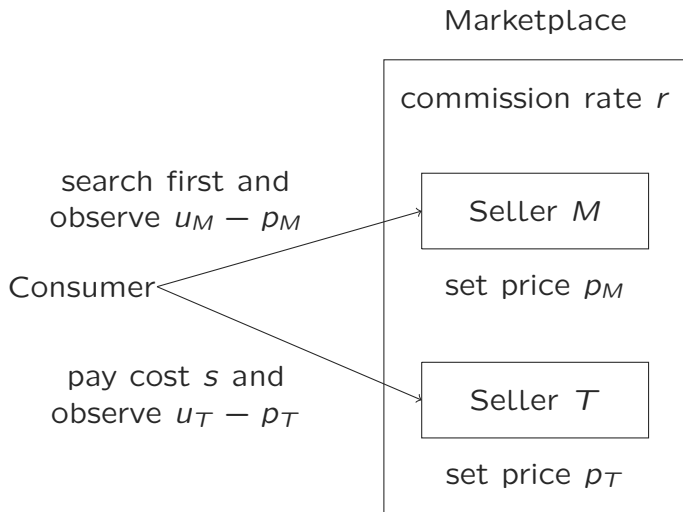 Marketplace
commission rate r
search first and
observe u_M − p_M
Seller M
Consumer
set price p_M
pay cost s and
observe u_T − p_T
Seller T
set price p_T